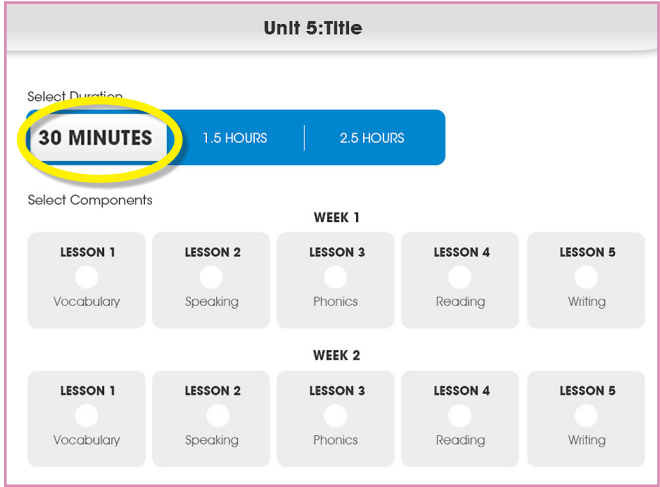 Unit 5:Title
Select Duration
30 MINUTES 1.5 HOURS 2.5 HOURS
Select Components
WEEK 1
LESSON 1 LESSON 2 LESSON 3 LESSON 4 LESSON 5
Vocabulary Speaking Phonics Reading Writing
WEEK 2
LESSON 1 LESSON 2 LESSON 3 LESSON 4 LESSON 5
Vocabulary Speaking Phonics Reading Writing